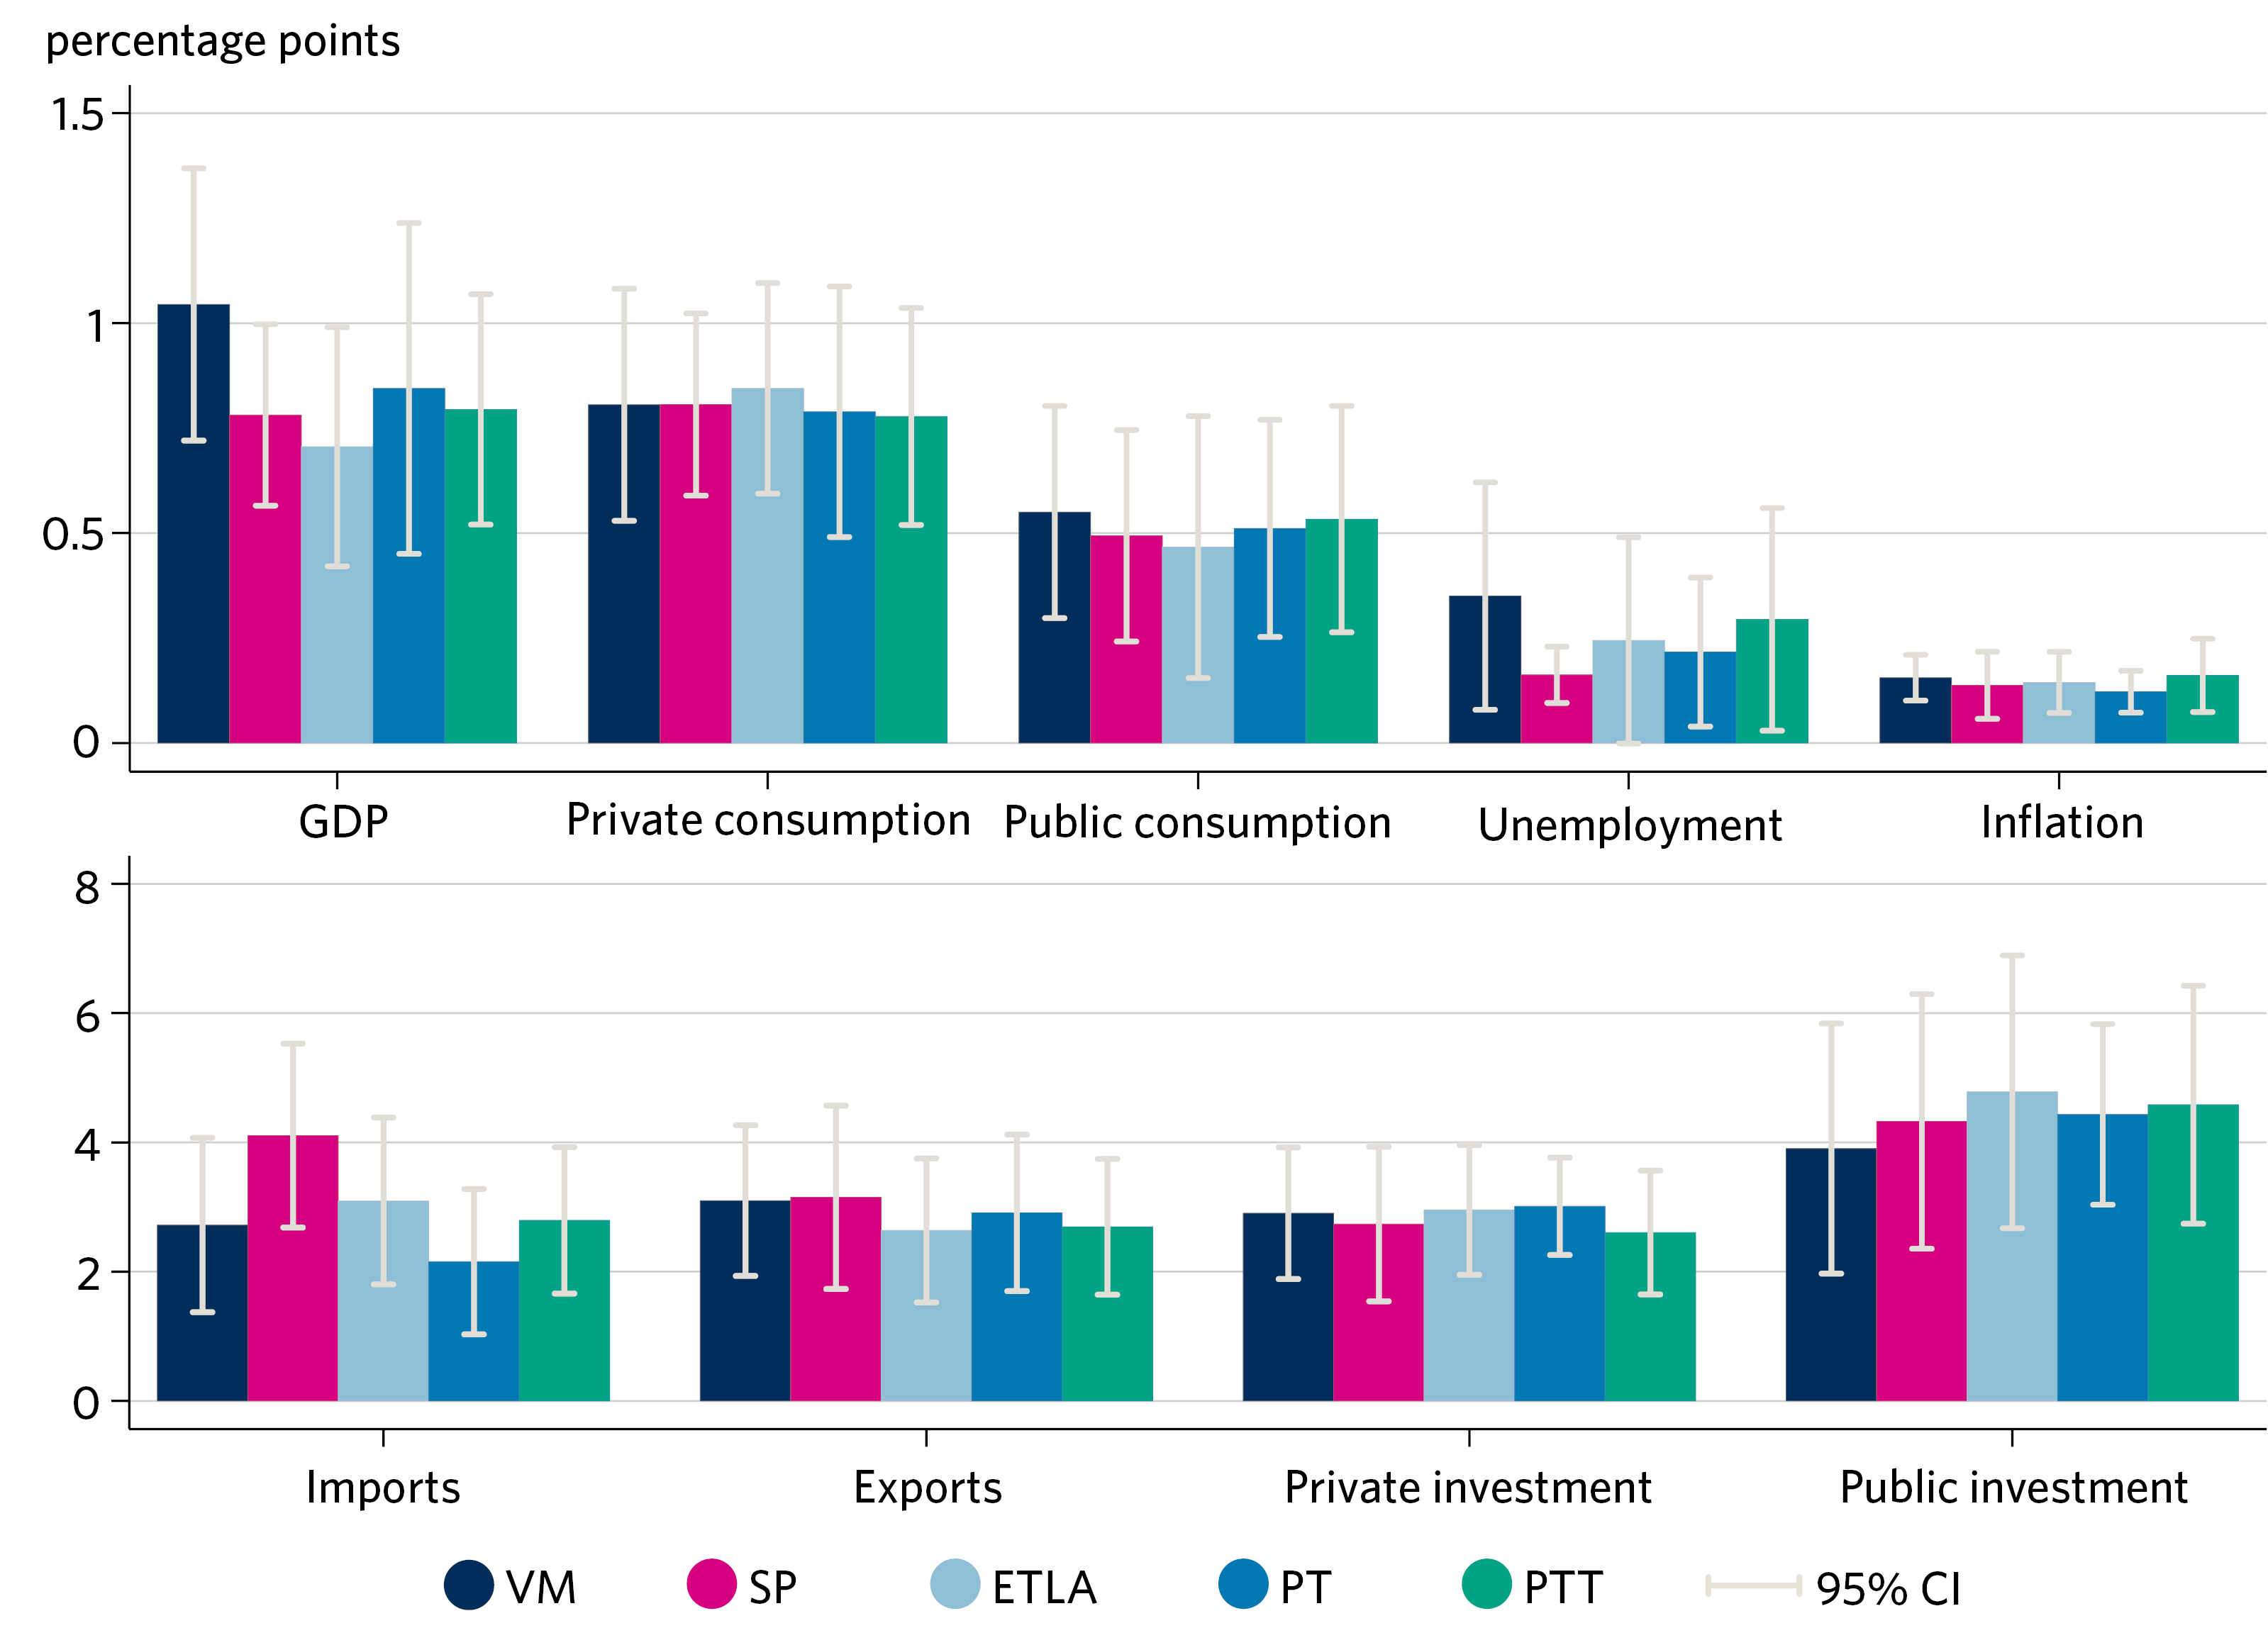 percentage points
1.5
1
0.5
0
GDP Private consumption Public consumption Unemployment Inflation
8
6
4
2
0
Imports Exports Private investment Public investment
VM SP ETLA PT PTT 95% CI